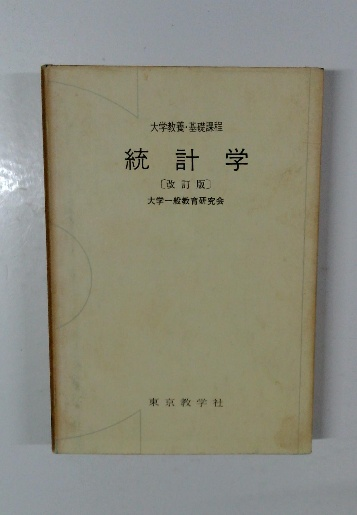 大学教養・基礎課程
統計学
〔改訂版〕
大学一般教育研究会
東京教学社